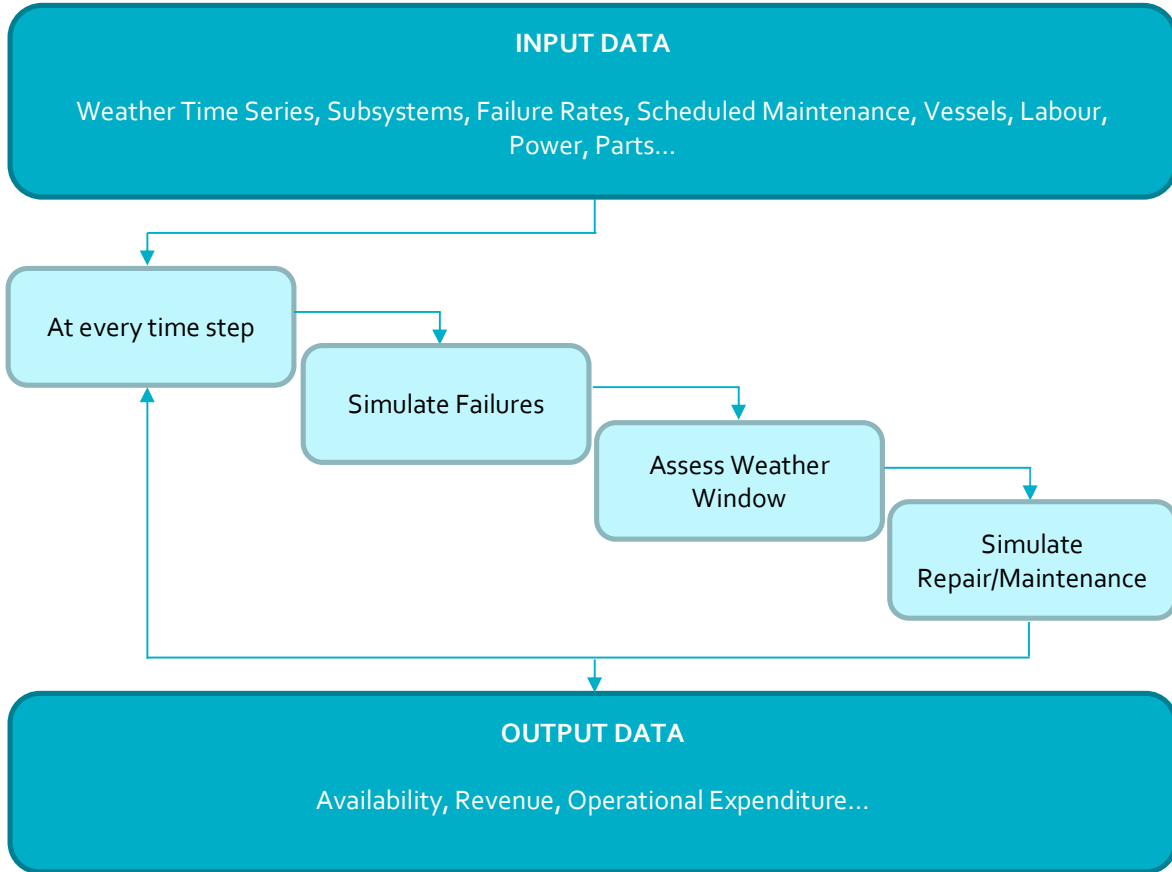 INPUT DATA
Weather Time Series, Subsystems, Failure Rates, Scheduled Maintenance, Vessels, Labour,
Power, Parts...
At every time step
Simulate Failures
Assess Weather
Window
Simulate
Repair/Maintenance
OUTPUT DATA
Availability, Revenue, Operational Expenditure...